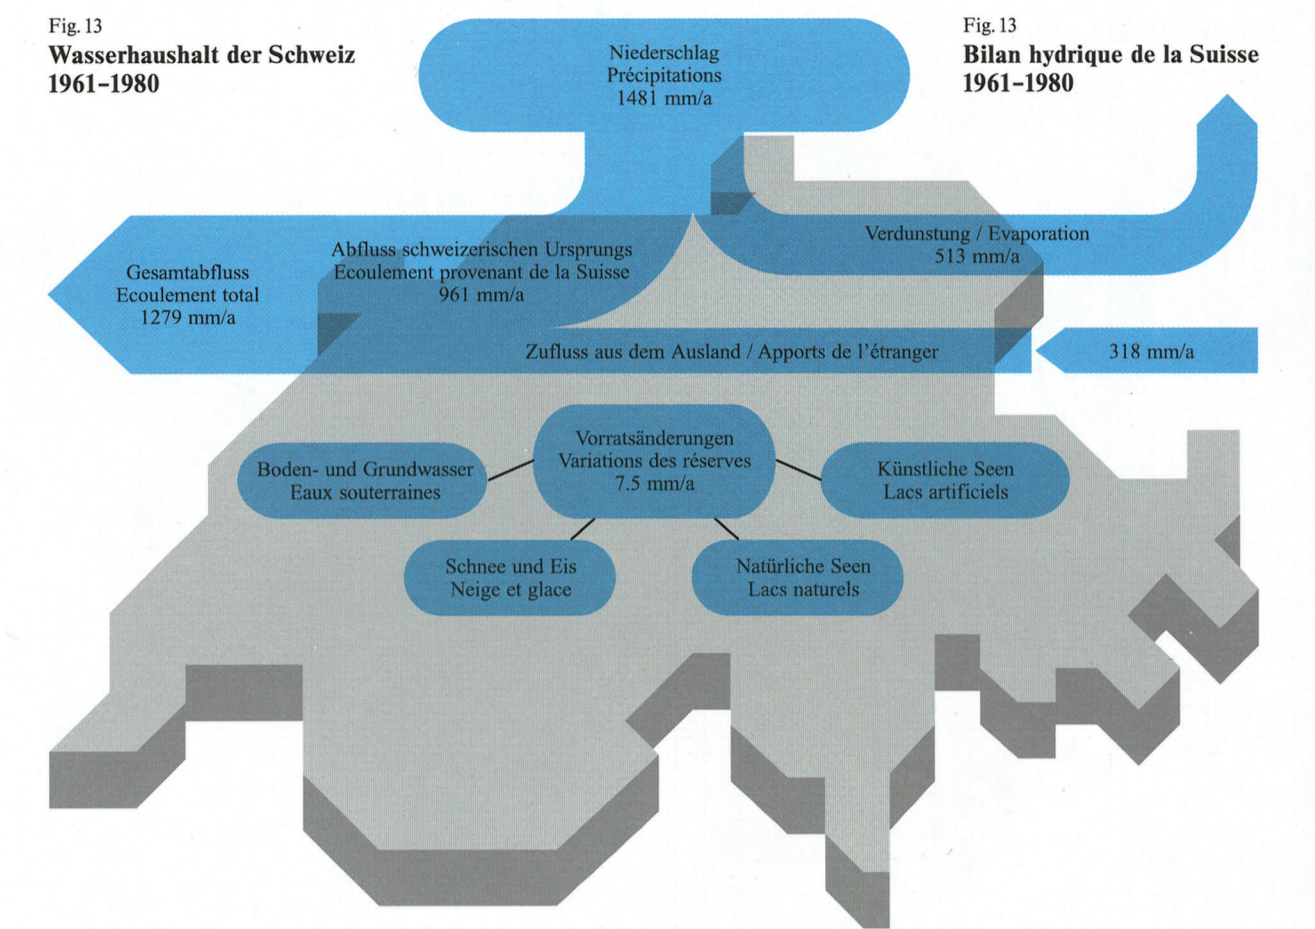 Fig. 13
Wasserhaushalt der Schweiz
1961–1980
Fig. 13
Bilan hydrique de la Suisse
1961–1980
Niederschlag
Précipitations
1481 mm/a
Verdunstung / Evaporation
513 mm/a
Abfluss schweizerischen Ursprungs
Ecoulement provenant de la Suisse
961 mm/a
Gesamtabfluss
Ecoulement total
1279 mm/a
Zufluss aus dem Ausland / Apports de l’étranger
318 mm/a
Vorratsänderungen
Variations des réserves
7.5 mm/a
Boden- und Grundwasser
Eaux souterraines
Künstliche Seen
Lacs artificiels
Schnee und Eis
Neige et glace
Natürliche Seen
Lacs naturels